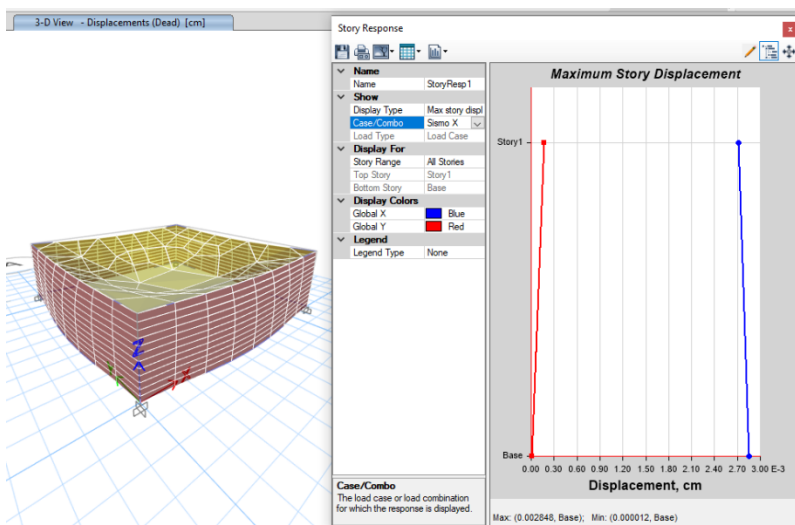 3-D View - Displacements (Dead) [cm]
Story Response
x
Name
Name StoryResp1
Show
Display Type Max story displ
Case/Combo Sismo X
Load Type Load Case
Display For
Story Range All Stories
Top Story Story1
Bottom Story Base
Display Colors
Global X Blue
Global Y Red
Legend
Legend Type None
Case/Combo
The load case or load combination
for which the response is displayed.
Maximum Story Displacement
Story1
Base
0.00 0.30 0.60 0.90 1.20 1.50 1.80 2.10 2.40 2.70 3.00 E-3
Displacement, cm
Max: (0.002848, Base); Min: (0.000012, Base)